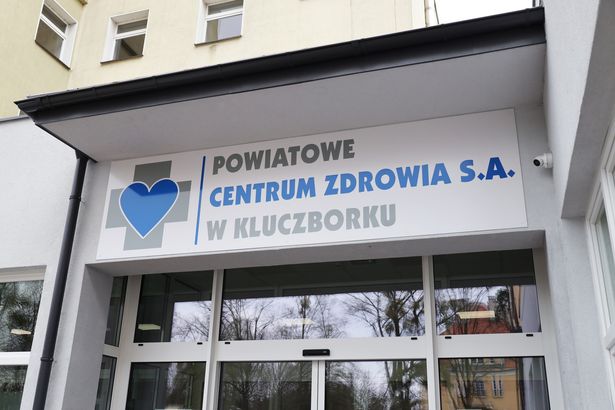 POWIATOWE
CENTRUM ZDROWIA S.A.
W KLUCZBORKU